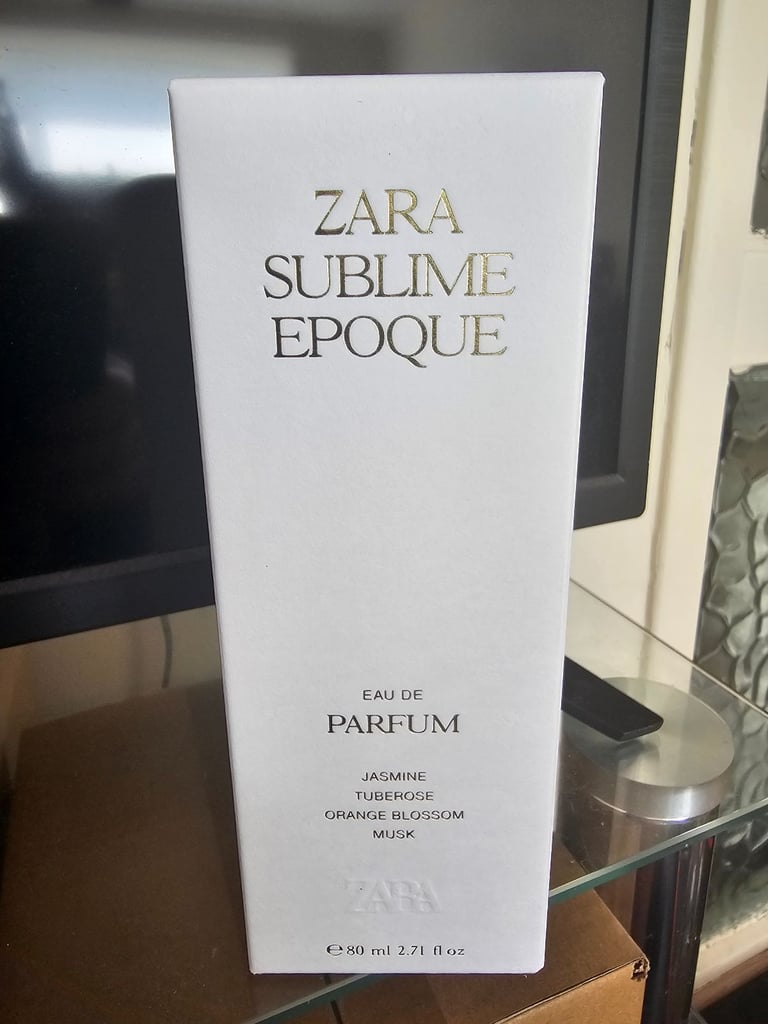 ZARA
SUBLIME
EPOQUE
EAU DE
PARFUM
JASMINE
TUBEROSE
ORANGE BLOSSOM
MUSK
ZARA
℮80 ml 2.71 fl oz